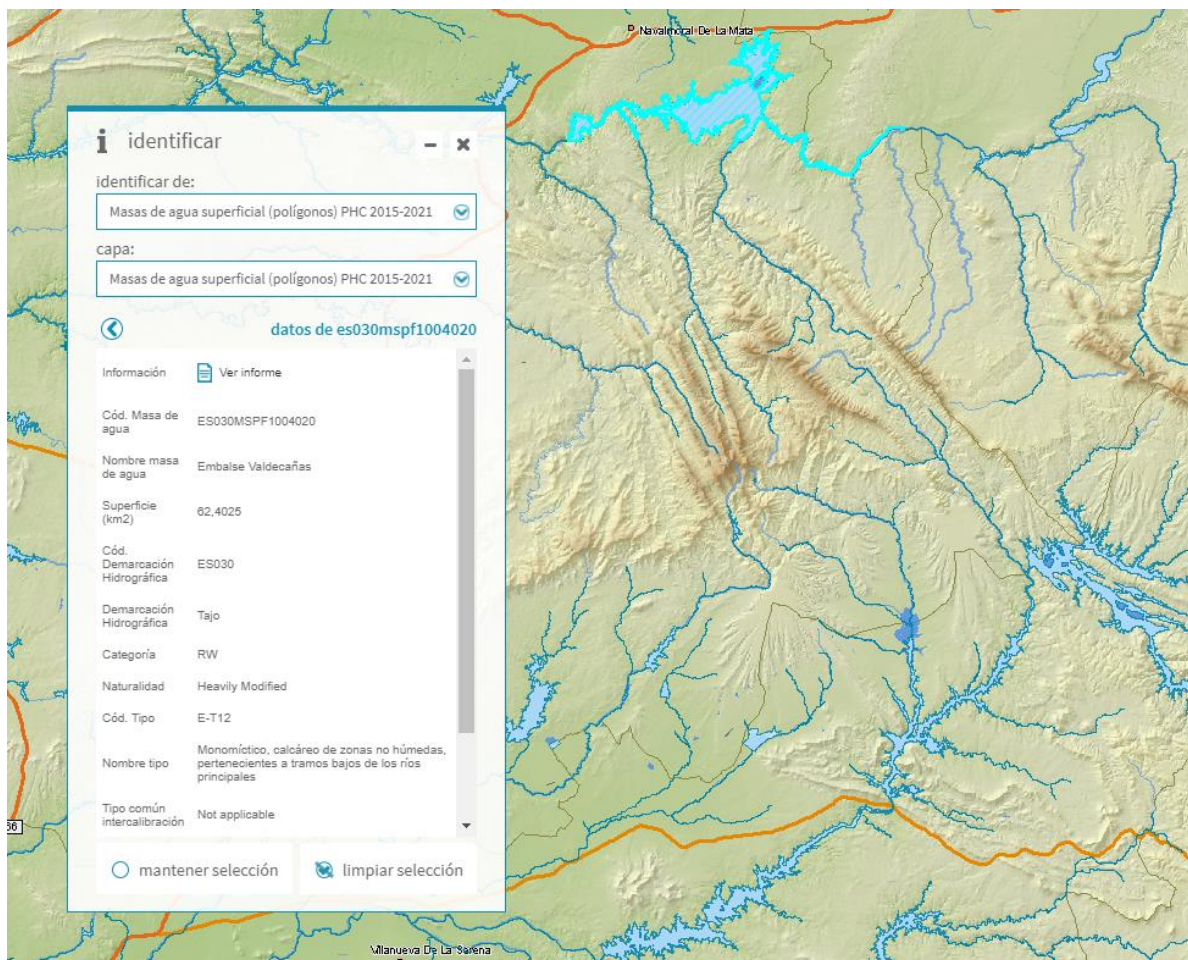 Navalmoral De La Mata
i identificar
identificar de:
Masas de agua superficial (polígonos) PHC 2015-2021
capa:
Masas de agua superficial (polígonos) PHC 2015-2021
datos de es030mspf1004020
Información Ver informe
Cód. Masa de
agua ES030MSPF1004020
Nombre masa
de agua Embalse Valdecañas
Superficie
(km2) 62,4025
Cód.
Demarcación
Hidrográfica ES030
Demarcación
Hidrográfica Tajo
Categoría RW
Naturalidad Heavily Modified
Cód. Tipo E-T12
Nombre tipo Monomíctico, calcáreo de zonas no húmedas,
pertenecientes a tramos bajos de los ríos
principales
Tipo común
intercalibración Not applicable
mantener selección limpiar selección
Villanueva De La Serena